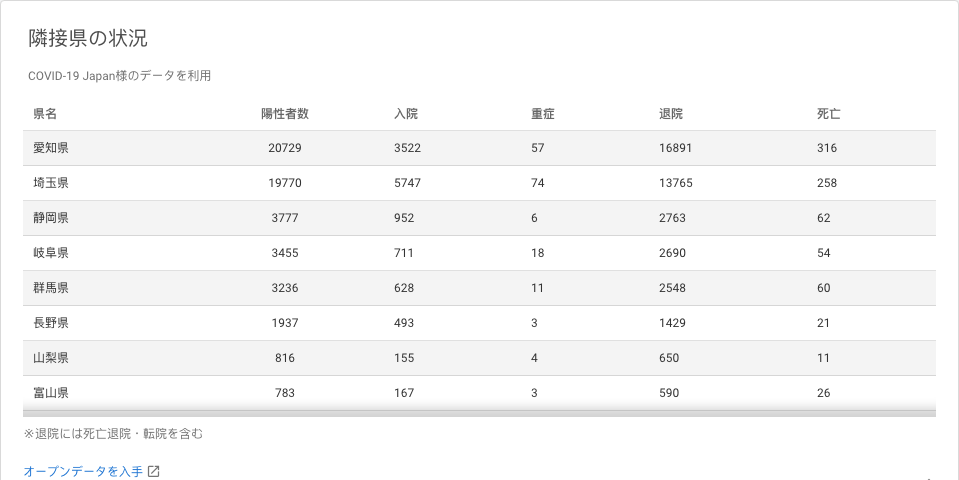 隣接県の状況
COVID-19 Japan様のデータを利用
県名 陽性者数 入院 重症 退院 死亡
愛知県 20729 3522 57 16891 316
埼玉県 19770 5747 74 13765 258
静岡県 3777 952 6 2763 62
岐阜県 3455 711 18 2690 54
群馬県 3236 628 11 2548 60
長野県 1937 493 3 1429 21
山梨県 816 155 4 650 11
富山県 783 167 3 590 26
※退院には死亡退院・転院を含む
オープンデータを入手